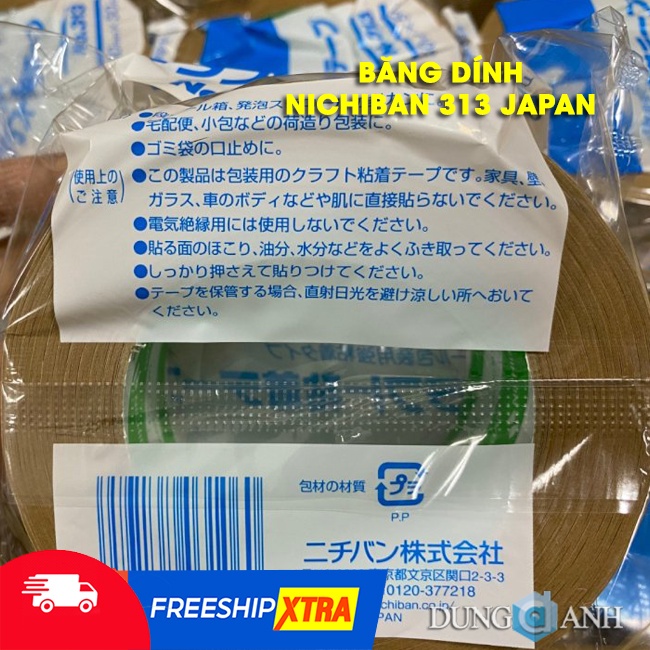 BĂNG DÍNH
NICHIBAN 313 JAPAN
ル箱、発泡ス
●宅配便、小包などの荷造り包装に。
●ゴミ袋の口止めに。
(使用上のご注意)
●この製品は包装用のクラフト粘着テープです。家具、壁、
ガラス、車のボディなどや肌に直接貼らないでください。
●電気絶縁用には使用しないでください。
●貼る面のほこり、油分、水分などをよくふき取ってください。
●しっかり押さえて貼りつけてください。
●テープを保管する場合、直射日光を避け涼しい所へおいて
ください。
包材の材質
プラ
P.P
ニチバン株式会社
京都文京区関口2-3-3
0120-377218
ichiban.co.jp/
APAN
FREESHIP XTRA
DUNG ANH